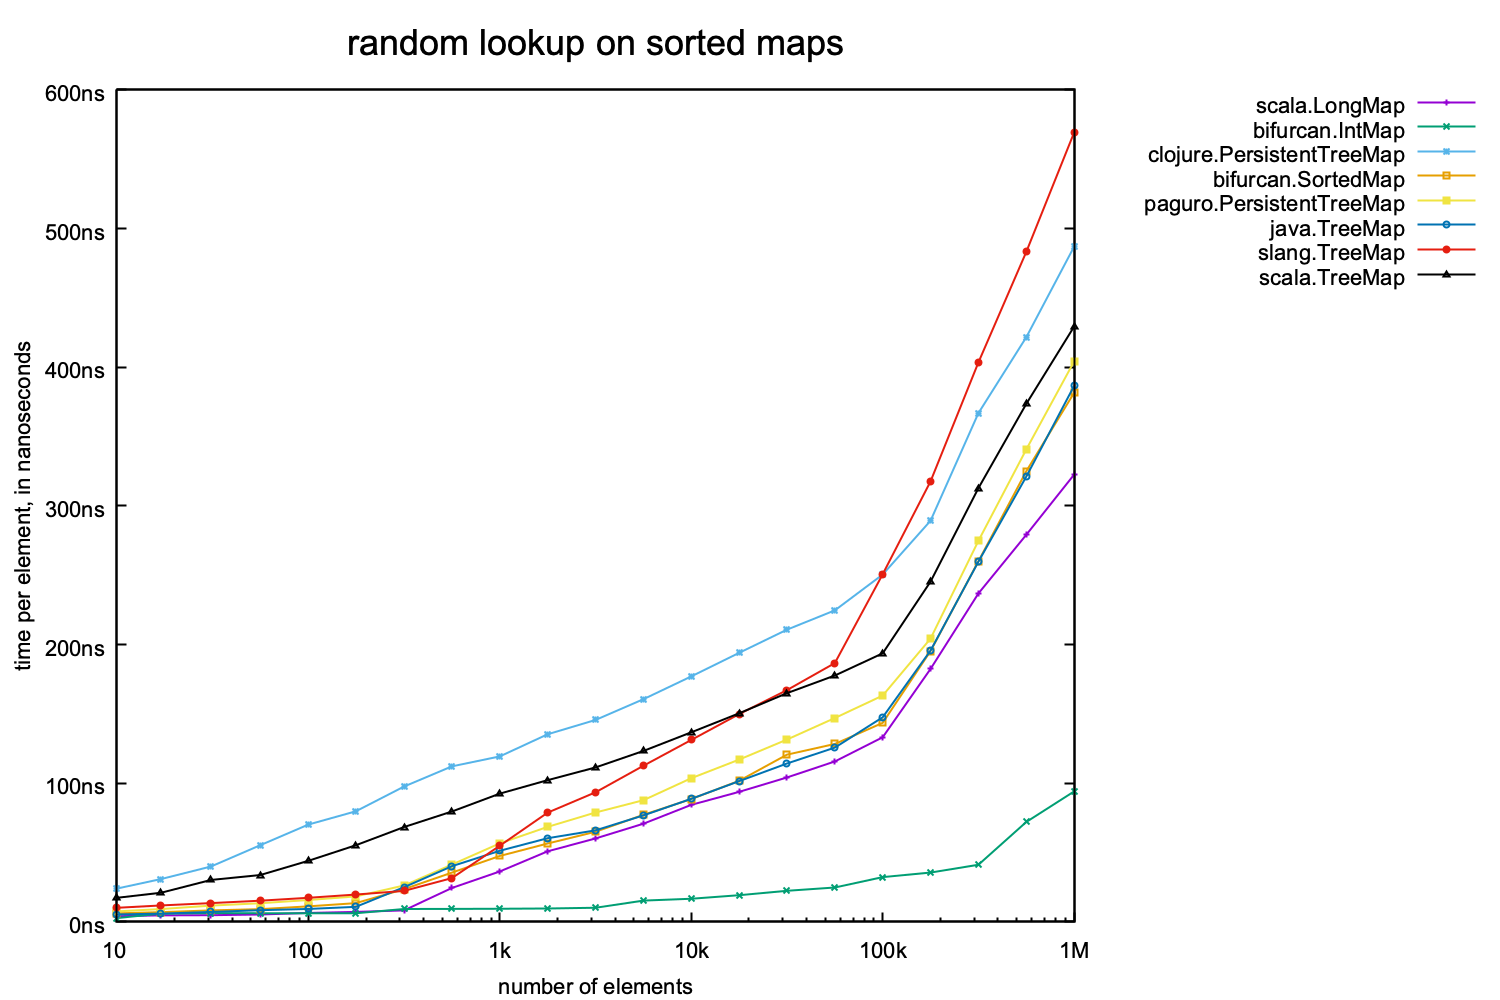 random lookup on sorted maps
600ns
500ns
400ns
300ns
200ns
100ns
0ns
time per element, in nanoseconds
10
100
1k
10k
100k
1M
number of elements
scala.LongMap
bifurcan.IntMap
clojure.PersistentTreeMap
bifurcan.SortedMap
paguro.PersistentTreeMap
java.TreeMap
slang.TreeMap
scala.TreeMap